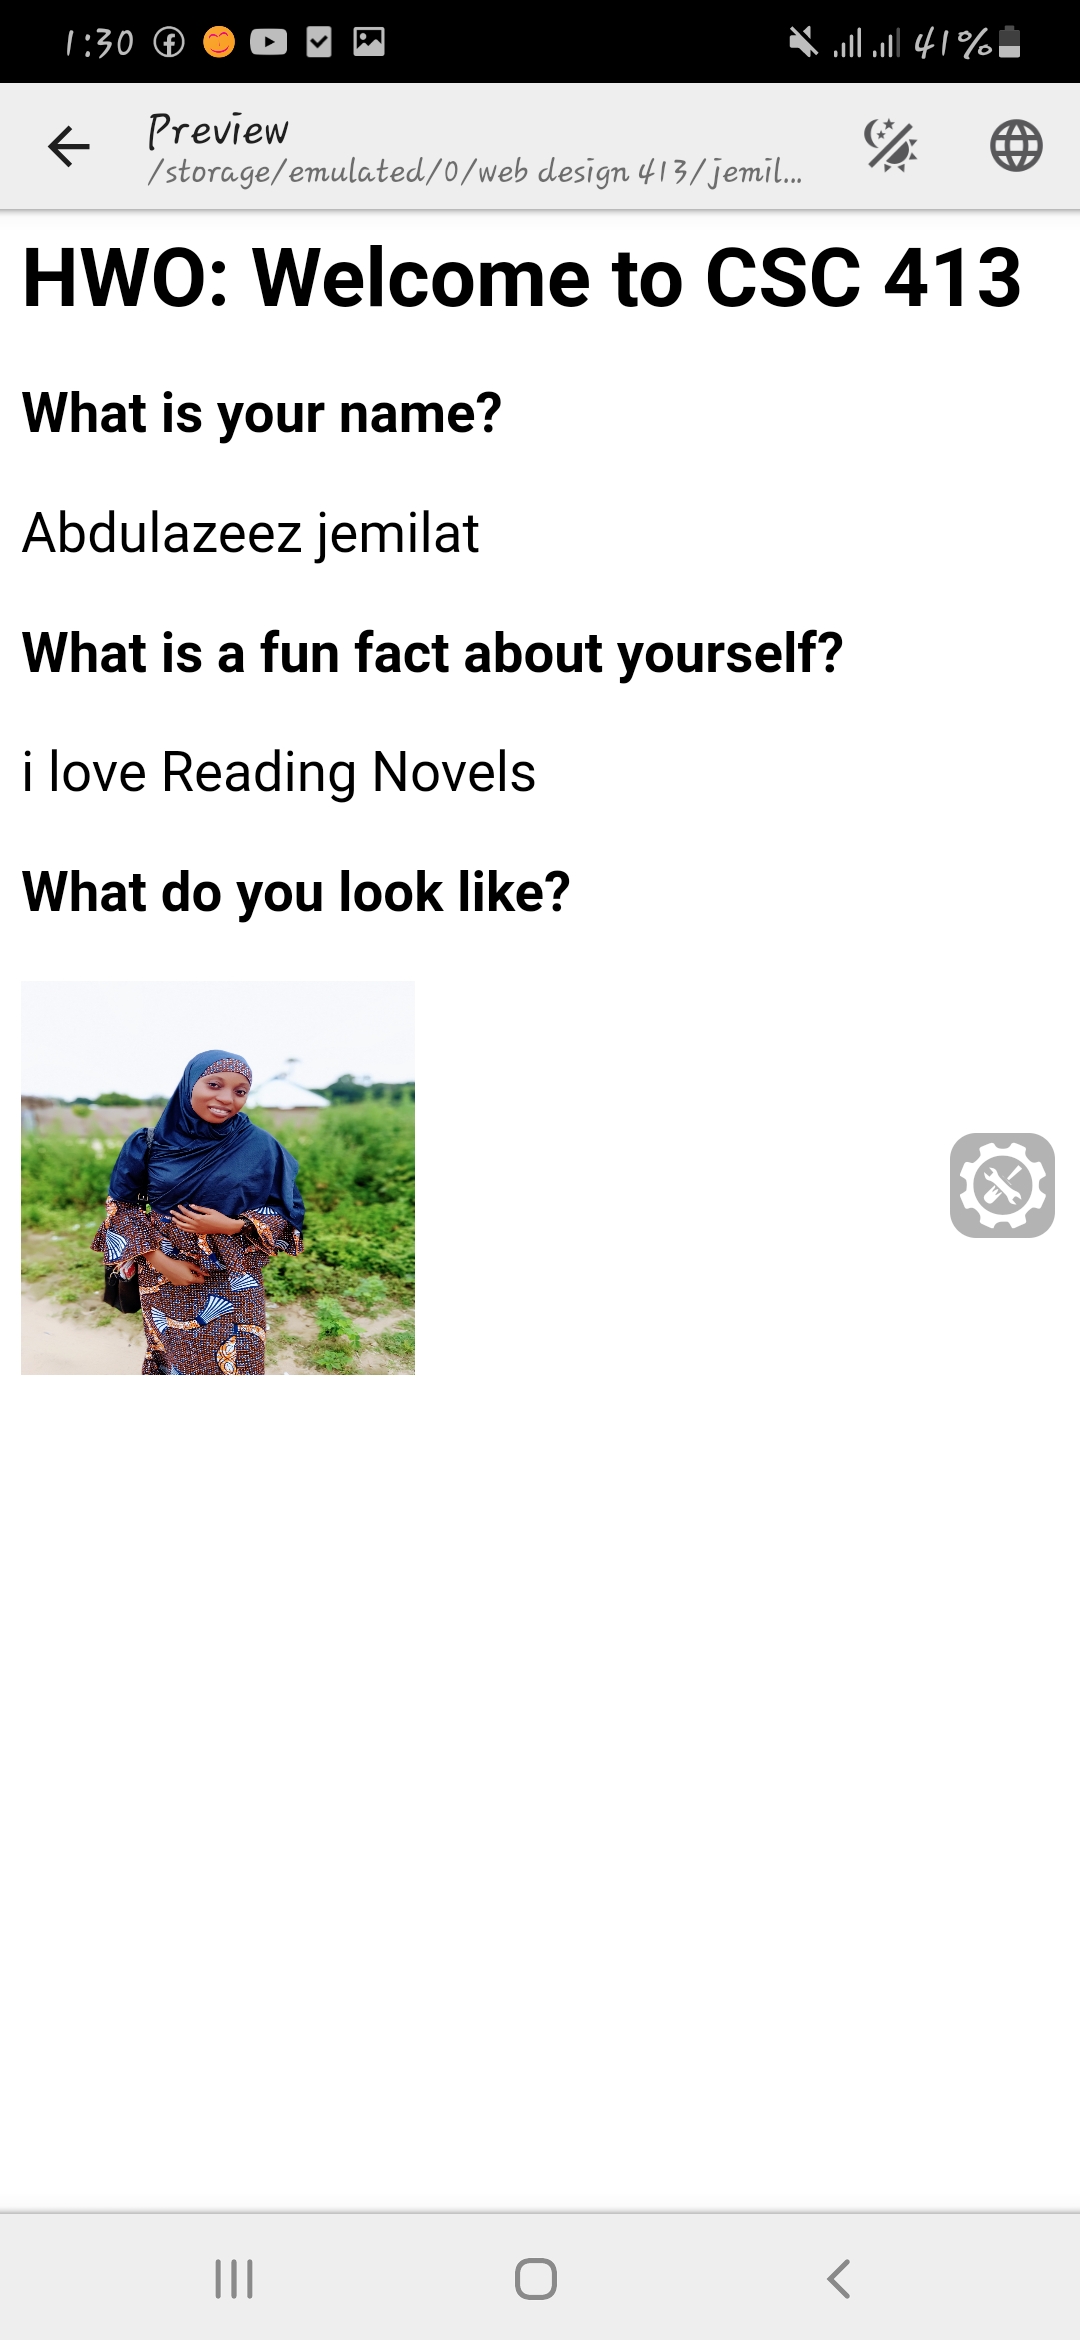 1:30 41%
Preview
/storage/emulated/0/web design 413/jemil...
HWO: Welcome to CSC 413
What is your name?
Abdulazeez jemilat
What is a fun fact about yourself?
i love Reading Novels
What do you look like?